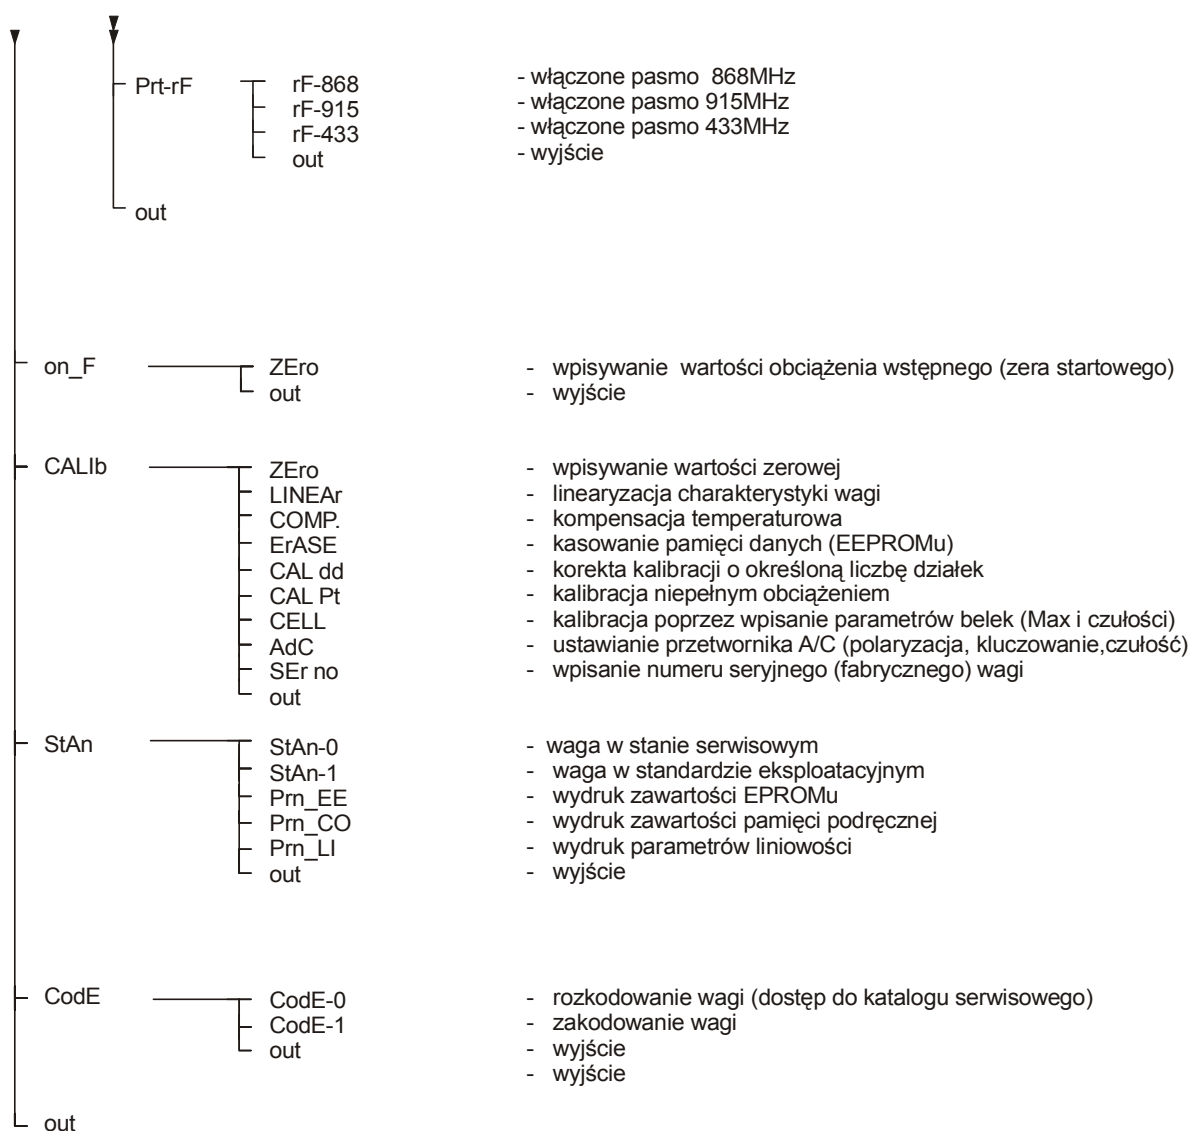 Prt-rF rF-868 - włączone pasmo 868MHz
rF-915 - włączone pasmo 915MHz
rF-433 - włączone pasmo 433MHz
out - wyjście
out
on_F ZEro - wpisywanie wartości obciążenia wstępnego (zera startowego)
out - wyjście
CALIb ZEro - wpisywanie wartości zerowej
LINEAr - linearyzacja charakterystyki wagi
COMP. - kompensacja temperaturowa
ErASE - kasowanie pamięci danych (EEPROMu)
CAL dd - korekta kalibracji o określoną liczbę działek
CAL Pt - kalibracja niepełnym obciążeniem
CELL - kalibracja poprzez wpisanie parametrów belek (Max i czułości)
AdC - ustawianie przetwornika A/C (polaryzacja, kluczowanie,czułość)
SEr no - wpisanie numeru seryjnego (fabrycznego) wagi
out
StAn StAn-0 - waga w stanie serwisowym
StAn-1 - waga w standardzie eksploatacyjnym
Prn_EE - wydruk zawartości EPROMu
Prn_CO - wydruk zawartości pamięci podręcznej
Prn_LI - wydruk parametrów liniowości
out - wyjście
CodE CodE-0 - rozkodowanie wagi (dostęp do katalogu serwisowego)
CodE-1 - zakodowanie wagi
out - wyjście
- wyjście
out